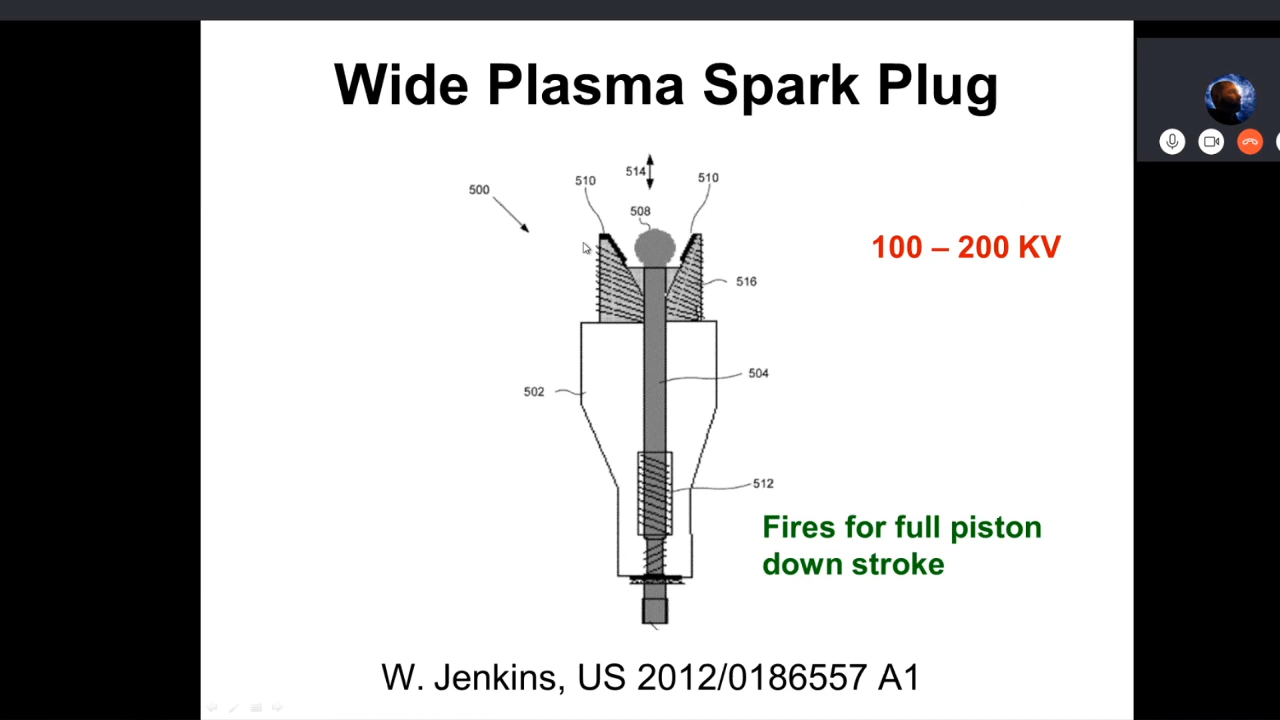 Wide Plasma Spark Plug
514
510
510
500
508
100 – 200 KV
516
504
502
512
Fires for full piston
down stroke
W. Jenkins, US 2012/0186557 A1